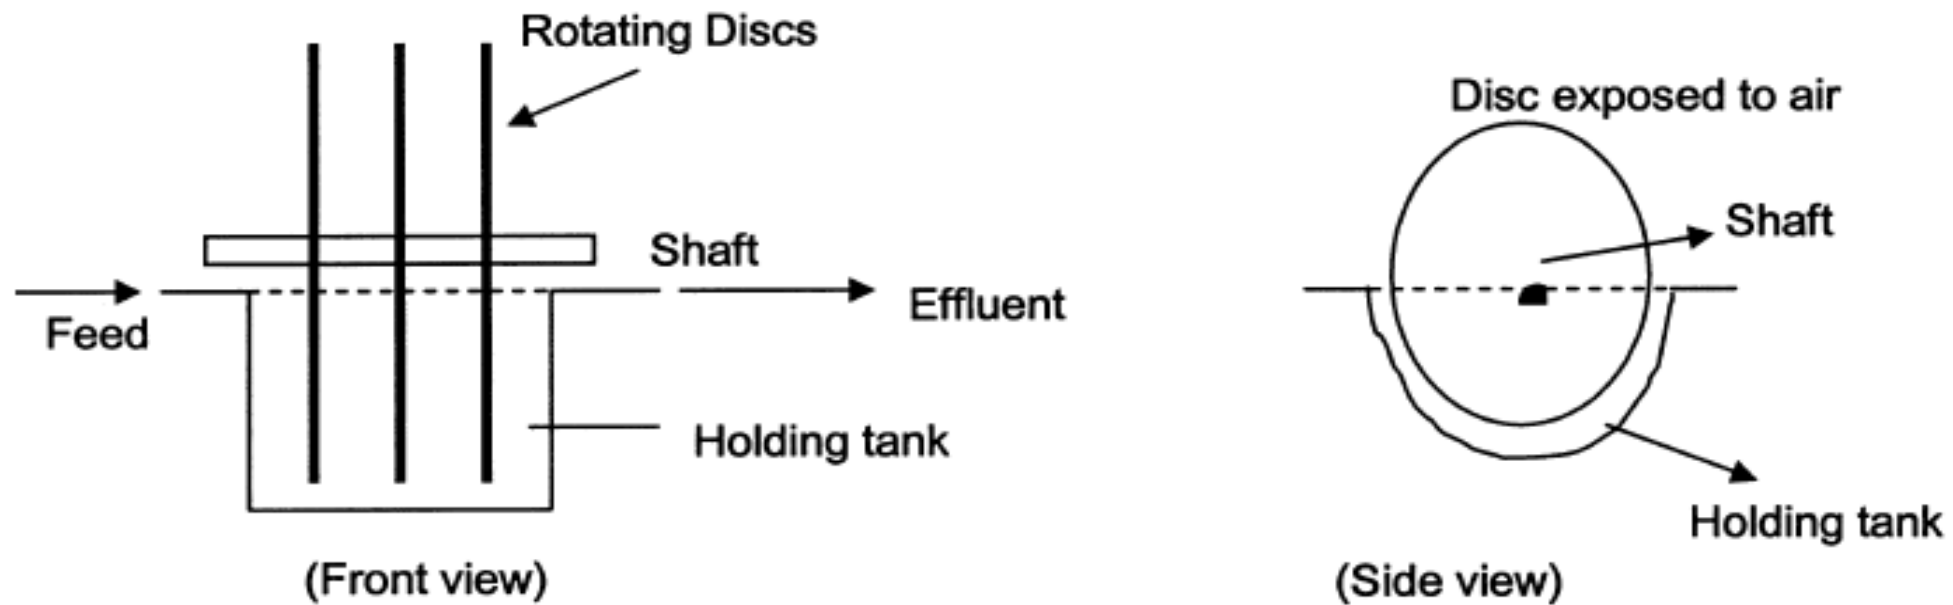 Rotating Discs
Shaft
Feed
Effluent
Holding tank
(Front view)
Disc exposed to air
Shaft
Holding tank
(Side view)